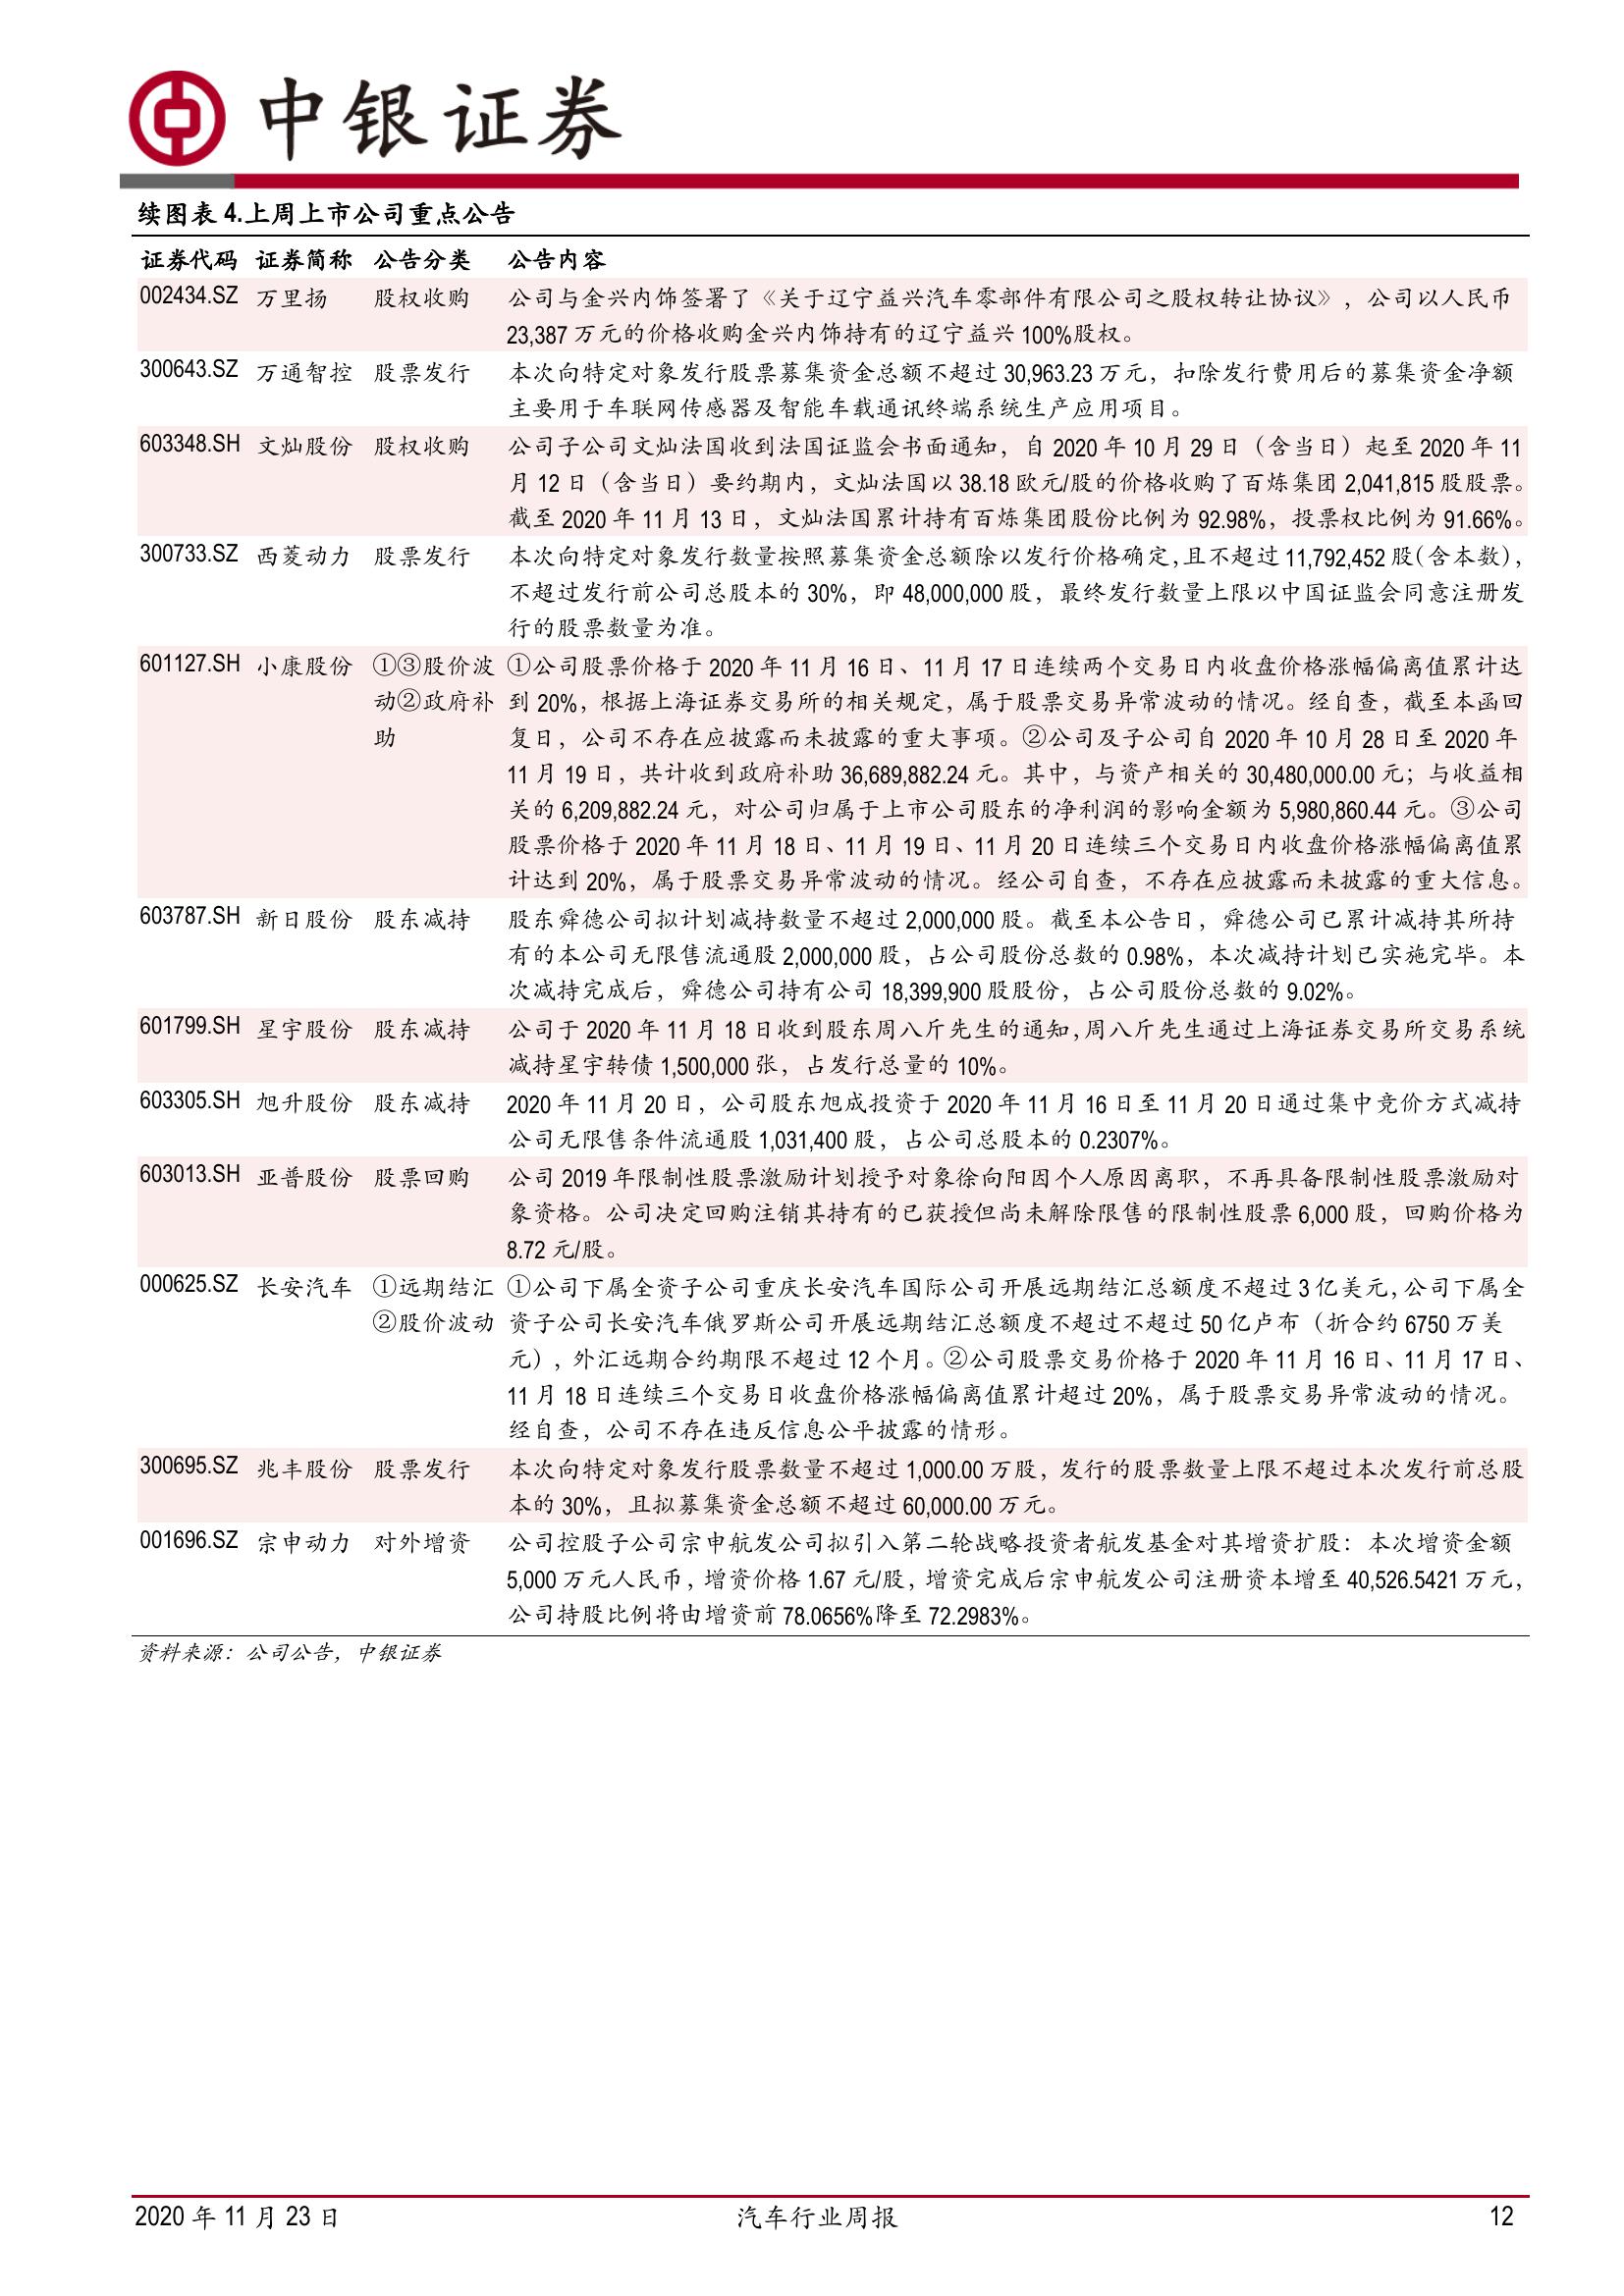 中银证券
续图表 4.上周上市公司重点公告
证券代码 证券简称 公告分类 公告内容
002434.SZ 万里扬 股权收购 公司与金兴内饰签署了《关于辽宁益兴汽车零部件有限公司之股权转让协议》，公司以人民币
23,387 万元的价格收购金兴内饰持有的辽宁益兴 100%股权。
300643.SZ 万通智控 股票发行 本次向特定对象发行股票募集资金总额不超过 30,963.23 万元，扣除发行费用后的募集资金净额
主要用于车联网传感器及智能车载通讯终端系统生产应用项目。
603348.SH 文灿股份 股权收购 公司子公司文灿法国收到法国证监会书面通知，自 2020 年 10 月 29 日（含当日）起至 2020 年 11
月 12 日（含当日）要约期内，文灿法国以 38.18 欧元/股的价格收购了百炼集团 2,041,815 股股票。
截至 2020 年 11 月 13 日，文灿法国累计持有百炼集团股份比例为 92.98%，投票权比例为 91.66%。
300733.SZ 西菱动力 股票发行 本次向特定对象发行数量按照募集资金总额除以发行价格确定,且不超过 11,792,452 股(含本数)，
不超过发行前公司总股本的 30%，即 48,000,000 股，最终发行数量上限以中国证监会同意注册发
行的股票数量为准。
601127.SH 小康股份 ①③股价波 ①公司股票价格于 2020 年 11 月 16 日、11 月 17 日连续两个交易日内收盘价格涨幅偏离值累计达
动②政府补 到 20%，根据上海证券交易所的相关规定，属于股票交易异常波动的情况。经自查，截至本函回
助 复日，公司不存在应披露而未披露的重大事项。②公司及子公司自 2020 年 10 月 28 日至 2020 年
11 月 19 日，共计收到政府补助 36,689,882.24 元。其中，与资产相关的 30,480,000.00 元；与收益相
关的 6,209,882.24 元，对公司归属于上市公司股东的净利润的影响金额为 5,980,860.44 元。③公司
股票价格于 2020 年 11 月 18 日、11 月 19 日、11 月 20 日连续三个交易日内收盘价格涨幅偏离值累
计达到 20%，属于股票交易异常波动的情况。经公司自查，不存在应披露而未披露的重大信息。
603787.SH 新日股份 股东减持 股东舜德公司拟计划减持数量不超过 2,000,000 股。截至本公告日，舜德公司已累计减持其所持
有的本公司无限售流通股 2,000,000 股，占公司股份总数的 0.98%，本次减持计划已实施完毕。本
次减持完成后，舜德公司持有公司 18,399,900 股股份，占公司股份总数的 9.02%。
601799.SH 星宇股份 股东减持 公司于 2020 年 11 月 18 日收到股东周八斤先生的通知,周八斤先生通过上海证券交易所交易系统
减持星宇转债 1,500,000 张，占发行总量的 10%。
603305.SH 旭升股份 股东减持 2020 年 11 月 20 日，公司股东旭成投资于 2020 年 11 月 16 日至 11 月 20 日通过集中竞价方式减持
公司无限售条件流通股 1,031,400 股，占公司总股本的 0.2307%。
603013.SH 亚普股份 股票回购 公司 2019 年限制性股票激励计划授予对象徐向阳因个人原因离职，不再具备限制性股票激励对
象资格。公司决定回购注销其持有的已获授但尚未解除限售的限制性股票 6,000 股，回购价格为
8.72 元/股。
000625.SZ 长安汽车 ①远期结汇 ①公司下属全资子公司重庆长安汽车国际公司开展远期结汇总额度不超过 3 亿美元,公司下属全
②股价波动 资子公司长安汽车俄罗斯公司开展远期结汇总额度不超过不超过 50 亿卢布（折合约 6750 万美
元）,外汇远期合约期限不超过 12 个月。②公司股票交易价格于 2020 年 11 月 16 日、11 月 17 日、
11 月 18 日连续三个交易日收盘价格涨幅偏离值累计超过 20%，属于股票交易异常波动的情况。
经自查，公司不存在违反信息公平披露的情形。
300695.SZ 兆丰股份 股票发行 本次向特定对象发行股票数量不超过 1,000.00 万股，发行的股票数量上限不超过本次发行前总股
本的 30%，且拟募集资金总额不超过 60,000.00 万元。
001696.SZ 宗申动力 对外增资 公司控股子公司宗申航发公司拟引入第二轮战略投资者航发基金对其增资扩股：本次增资金额
5,000 万元人民币，增资价格 1.67 元/股，增资完成后宗申航发公司注册资本增至 40,526.5421 万元，
公司持股比例将由增资前 78.0656%降至 72.2983%。
资料来源：公司公告，中银证券
2020 年 11 月 23 日 汽车行业周报 12